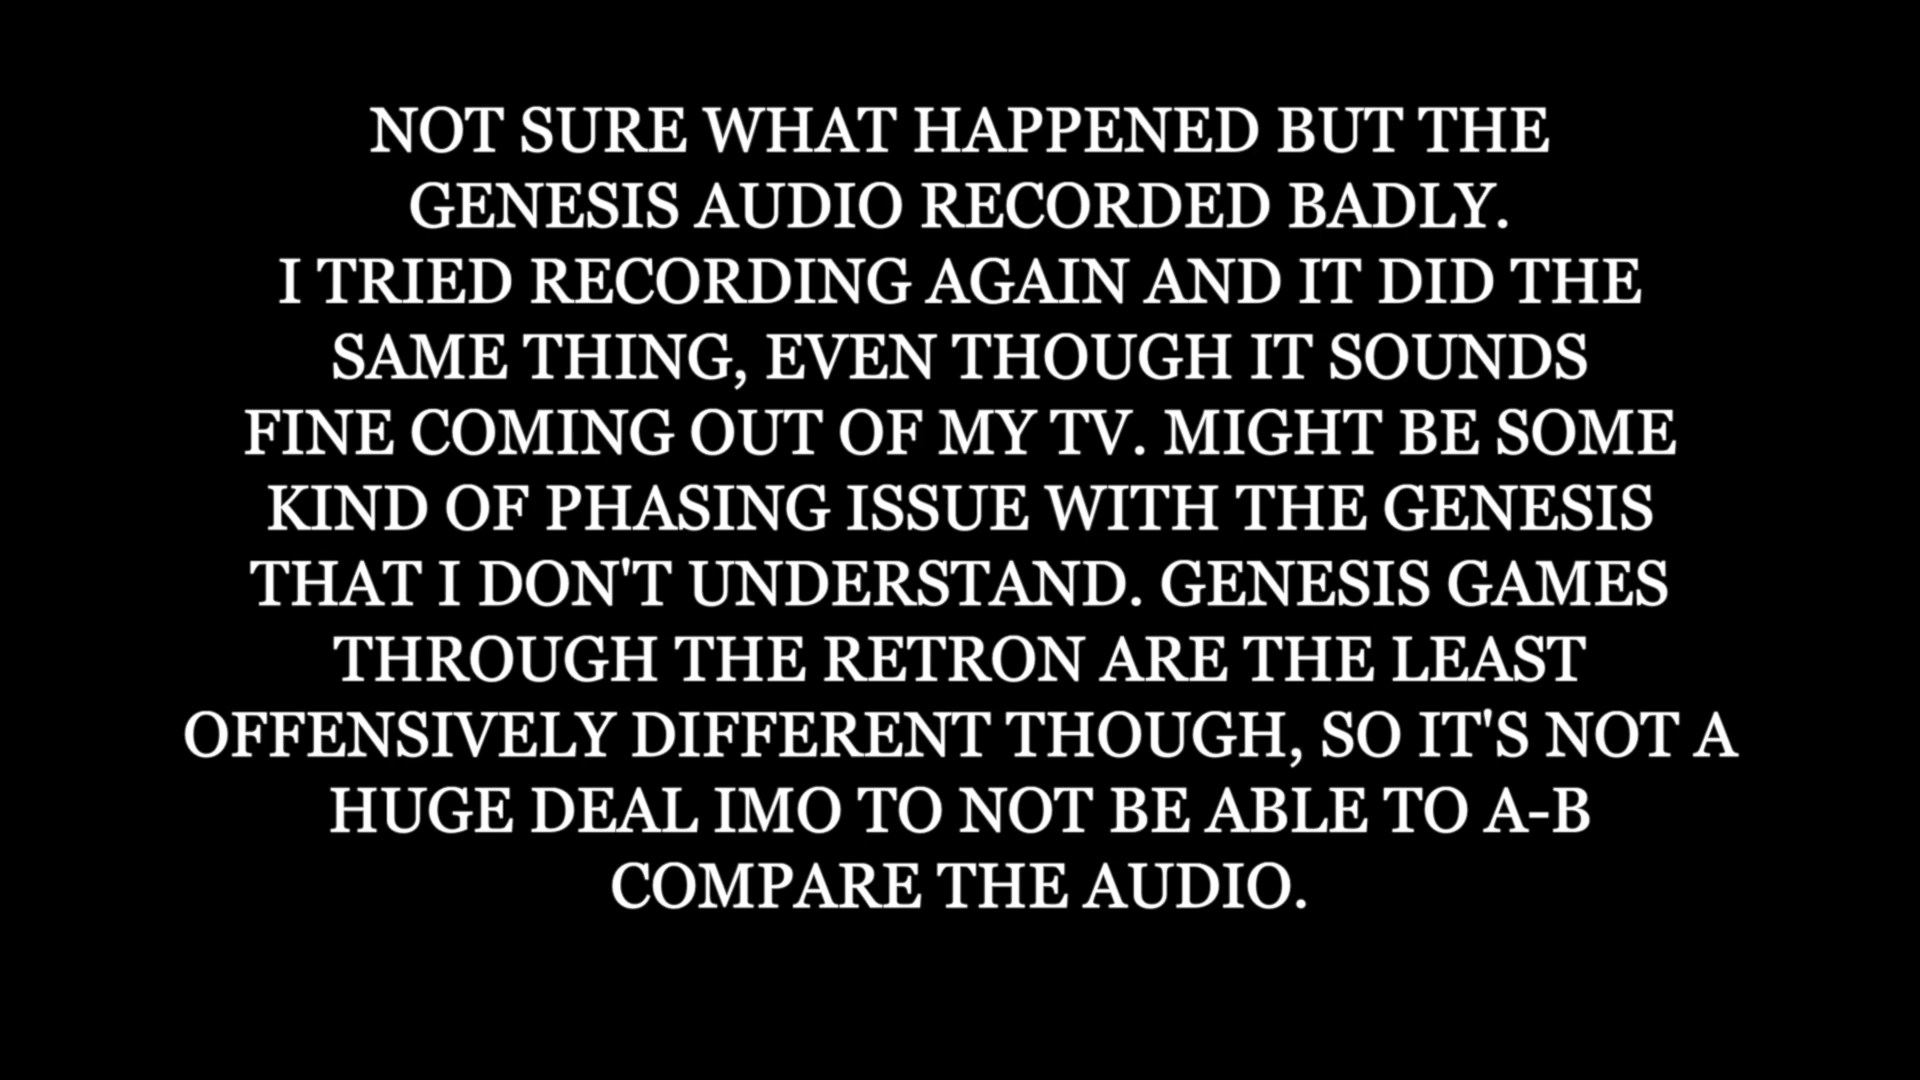 NOT SURE WHAT HAPPENED BUT THE
GENESIS AUDIO RECORDED BADLY.
I TRIED RECORDING AGAIN AND IT DID THE
SAME THING, EVEN THOUGH IT SOUNDS
FINE COMING OUT OF MY TV. MIGHT BE SOME
KIND OF PHASING ISSUE WITH THE GENESIS
THAT I DON'T UNDERSTAND. GENESIS GAMES
THROUGH THE RETRON ARE THE LEAST
OFFENSIVELY DIFFERENT THOUGH, SO IT'S NOT A
HUGE DEAL IMO TO NOT BE ABLE TO A-B
COMPARE THE AUDIO.